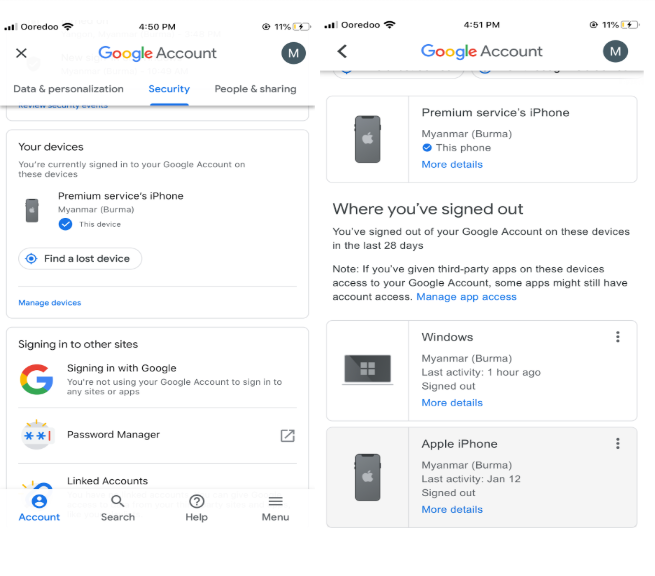 Ooredoo
4:50 PM
11%
Google Account
M
Data & personalization
Security
People & sharing
Review security events
Your devices
You're currently signed in to your Google Account on
these devices
Premium service's iPhone
Myanmar (Burma)
This device
Find a lost device
Manage devices
Signing in to other sites
Signing in with Google
You're not using your Google Account to sign in to
any sites or apps
Password Manager
Linked Accounts
Account
Search
Help
Menu
Ooredoo
4:51 PM
11%
Google Account
M
Premium service's iPhone
Myanmar (Burma)
This phone
More details
Where you've signed out
You've signed out of your Google Account on these devices
in the last 28 days
Note: If you've given third-party apps on these devices
access to your Google Account, some apps might still have
account access. Manage app access
Windows
Myanmar (Burma)
Last activity: 1 hour ago
Signed out
More details
Apple iPhone
Myanmar (Burma)
Last activity: Jan 12
Signed out
More details